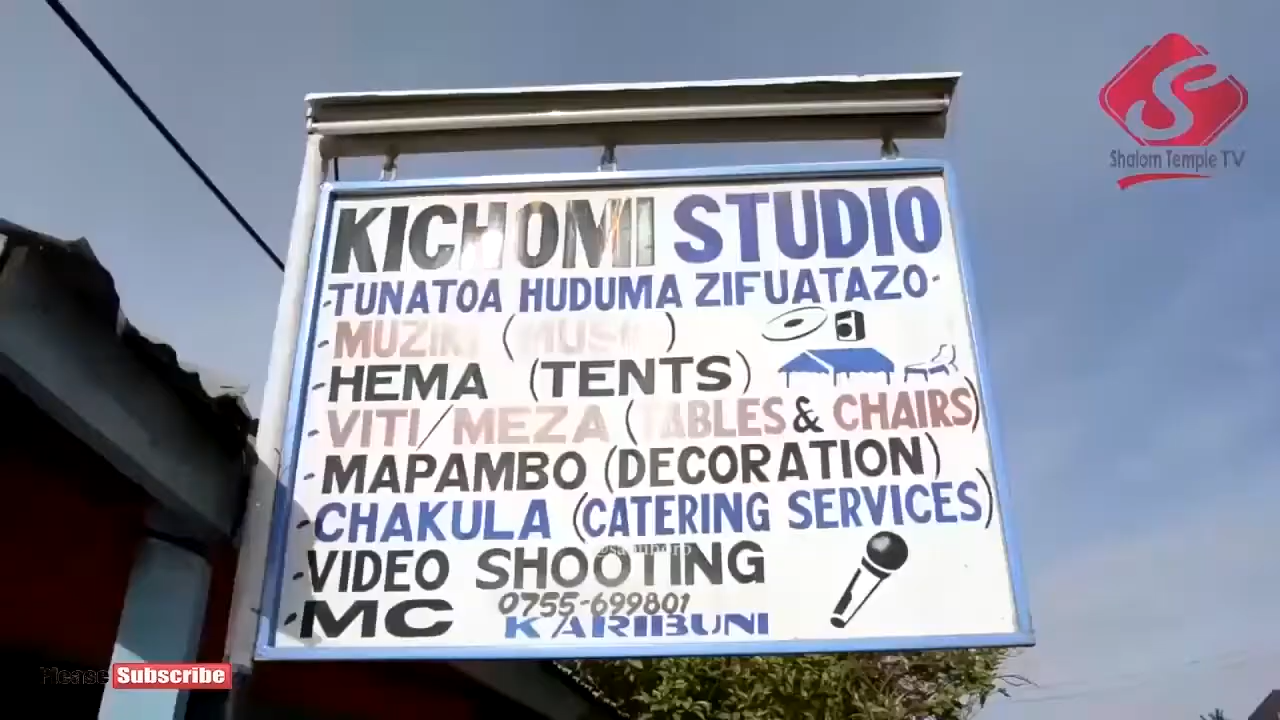 KICHOMI STUDIO
-TUNATOA HUDUMA ZIFUATAZO-
-MUZIKI (MUSIC)
-HEMA (TENTS)
-VITI/MEZA (TABLES & CHAIRS)
-MAPAMBO (DECORATION)
-CHAKULA (CATERING SERVICES)
-VIDEO SHOOTING
-MC 0755-699801
KARIBUNI
Shalom Temple TV
Please Subscribe